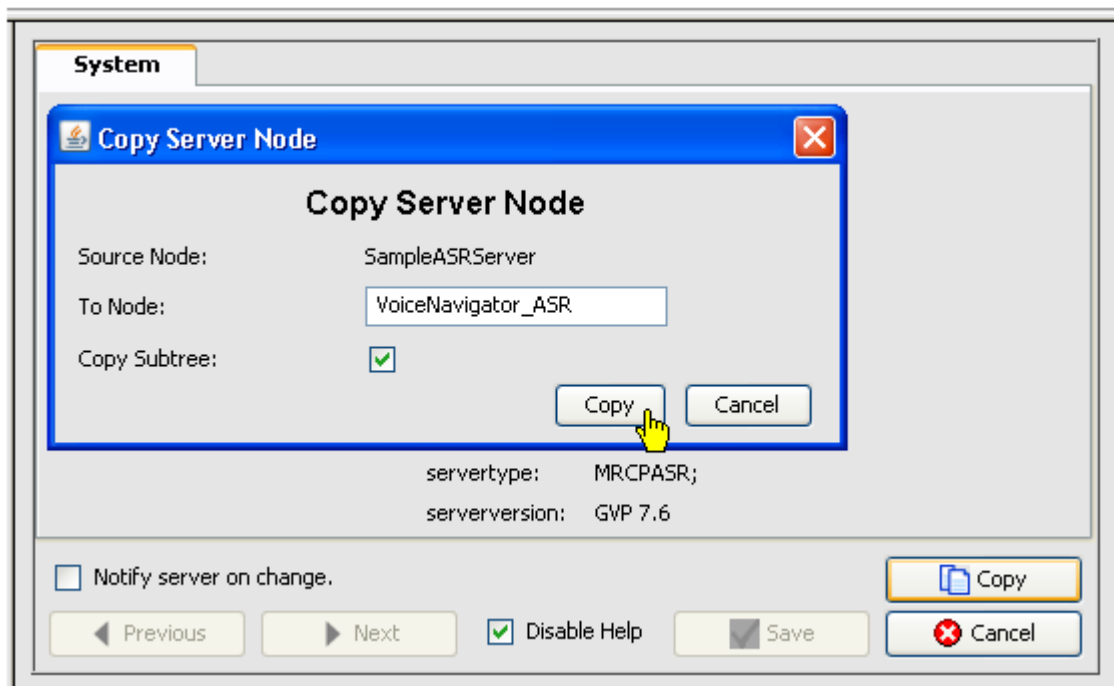 System
Copy Server Node
Copy Server Node
Source Node: SampleASRServer
To Node: VoiceNavigator_ASR
Copy Subtree:
Copy Cancel
servertype: MRCPASR;
serverversion: GVP 7.6
Notify server on change. Copy
Previous Next Disable Help Save Cancel